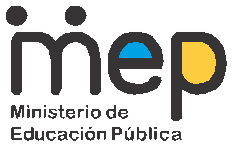 mep
Ministerio de
Educación Pública